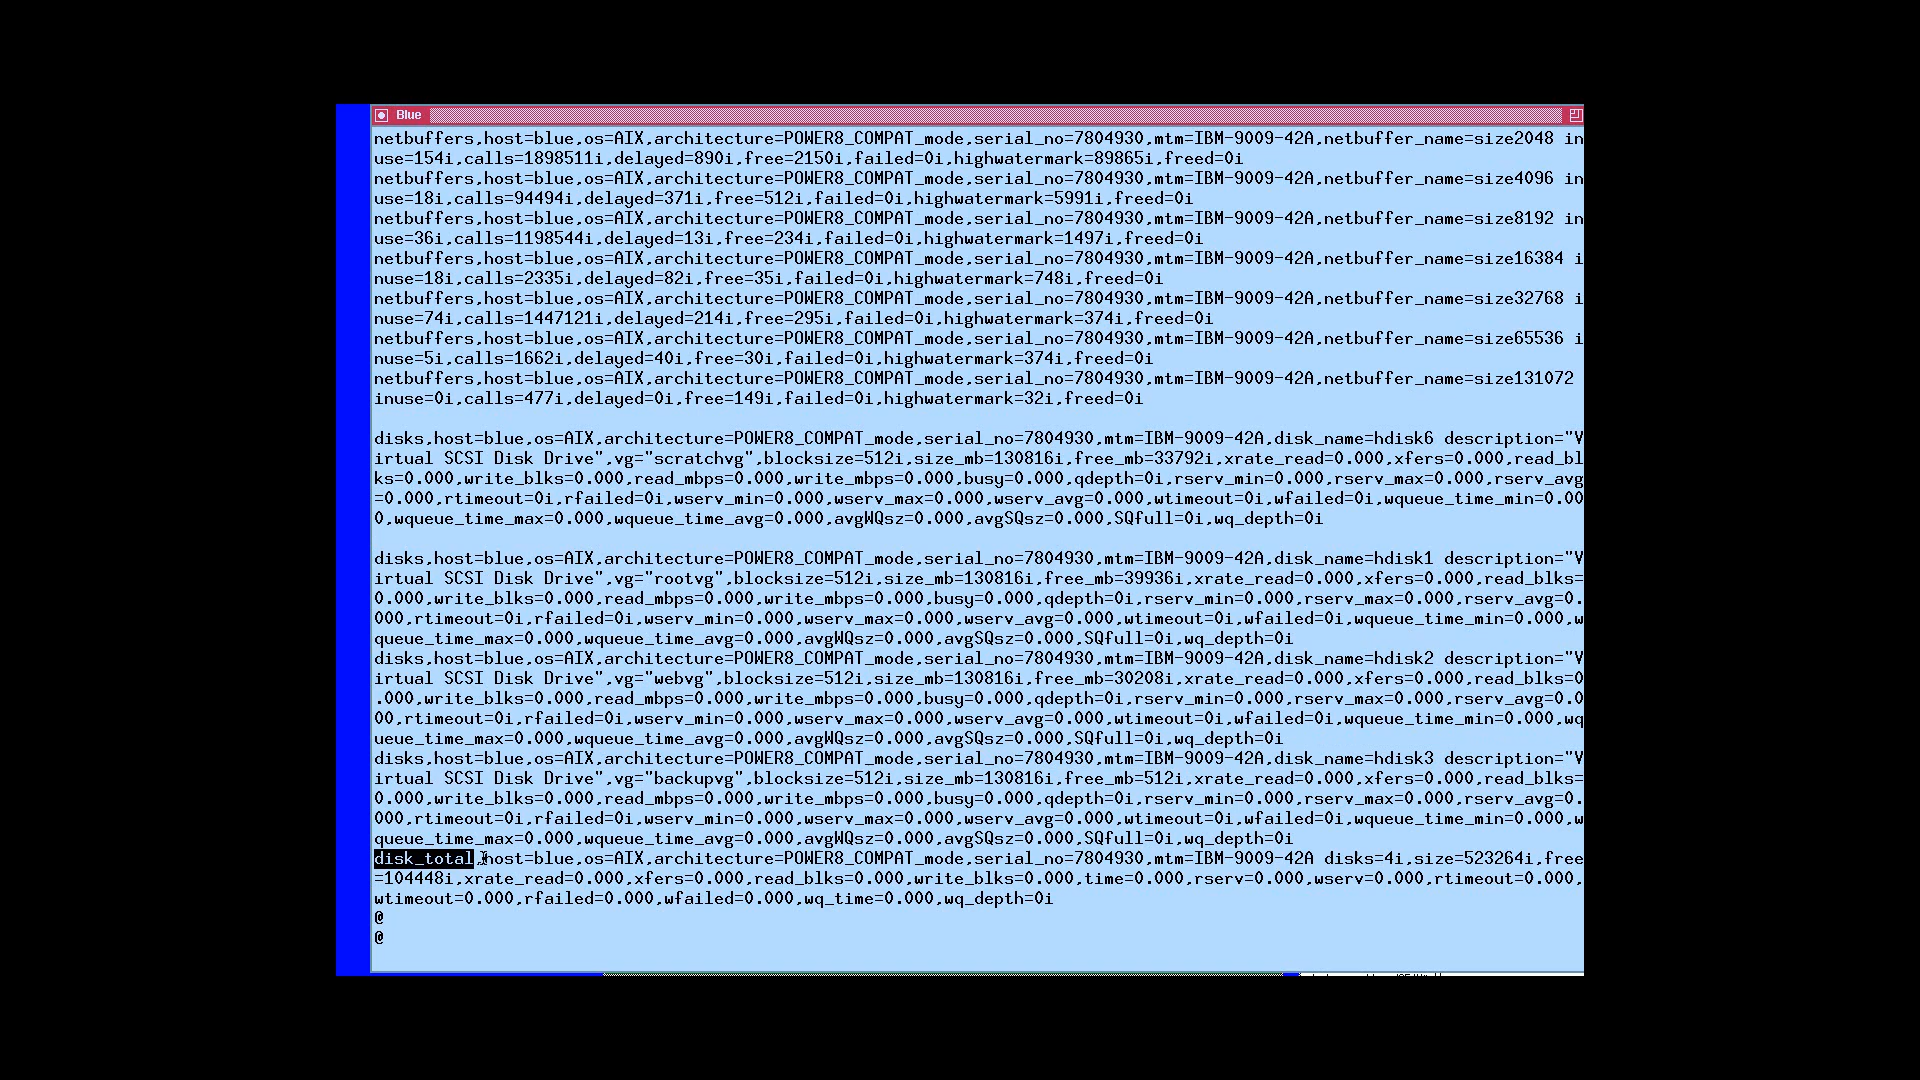 Blue
netbuffers,host=blue,os=AIX,architecture=POWER8_COMPAT_mode,serial_no=7804930,mtm=IBM-9009-42A,netbuffer_name=size2048 in
use=154i,calls=1898511i,delayed=890i,free=2150i,failed=0i,highwatermark=89865i,freed=0i
netbuffers,host=blue,os=AIX,architecture=POWER8_COMPAT_mode,serial_no=7804930,mtm=IBM-9009-42A,netbuffer_name=size4096 in
use=18i,calls=94494i,delayed=371i,free=512i,failed=0i,highwatermark=5991i,freed=0i
netbuffers,host=blue,os=AIX,architecture=POWER8_COMPAT_mode,serial_no=7804930,mtm=IBM-9009-42A,netbuffer_name=size8192 in
use=36i,calls=1198544i,delayed=13i,free=234i,failed=0i,highwatermark=1497i,freed=0i
netbuffers,host=blue,os=AIX,architecture=POWER8_COMPAT_mode,serial_no=7804930,mtm=IBM-9009-42A,netbuffer_name=size16384 i
nuse=18i,calls=2335i,delayed=82i,free=35i,failed=0i,highwatermark=748i,freed=0i
netbuffers,host=blue,os=AIX,architecture=POWER8_COMPAT_mode,serial_no=7804930,mtm=IBM-9009-42A,netbuffer_name=size32768 i
nuse=74i,calls=1447121i,delayed=214i,free=295i,failed=0i,highwatermark=374i,freed=0i
netbuffers,host=blue,os=AIX,architecture=POWER8_COMPAT_mode,serial_no=7804930,mtm=IBM-9009-42A,netbuffer_name=size65536 i
nuse=5i,calls=1662i,delayed=40i,free=30i,failed=0i,highwatermark=374i,freed=0i
netbuffers,host=blue,os=AIX,architecture=POWER8_COMPAT_mode,serial_no=7804930,mtm=IBM-9009-42A,netbuffer_name=size131072
inuse=0i,calls=477i,delayed=0i,free=149i,failed=0i,highwatermark=32i,freed=0i
disks,host=blue,os=AIX,architecture=POWER8_COMPAT_mode,serial_no=7804930,mtm=IBM-9009-42A,disk_name=hdisk6 description="V
irtual SCSI Disk Drive",vg="scratchvg",blocksize=512i,size_mb=130816i,free_mb=33792i,xrate_read=0.000,xfers=0.000,read_bl
ks=0.000,write_blks=0.000,read_mbps=0.000,write_mbps=0.000,busy=0.000,qdepth=0i,rserv_min=0.000,rserv_max=0.000,rserv_avg
=0.000,rtimeout=0i,rfailed=0i,wserv_min=0.000,wserv_max=0.000,wserv_avg=0.000,wtimeout=0i,wfailed=0i,wqueue_time_min=0.00
0,wqueue_time_max=0.000,wqueue_time_avg=0.000,avgWQsz=0.000,avgSQsz=0.000,SQfull=0i,wq_depth=0i
disks,host=blue,os=AIX,architecture=POWER8_COMPAT_mode,serial_no=7804930,mtm=IBM-9009-42A,disk_name=hdisk1 description="V
irtual SCSI Disk Drive",vg="rootvg",blocksize=512i,size_mb=130816i,free_mb=39936i,xrate_read=0.000,xfers=0.000,read_blks=
0.000,write_blks=0.000,read_mbps=0.000,write_mbps=0.000,busy=0.000,qdepth=0i,rserv_min=0.000,rserv_max=0.000,rserv_avg=0.
000,rtimeout=0i,rfailed=0i,wserv_min=0.000,wserv_max=0.000,wserv_avg=0.000,wtimeout=0i,wfailed=0i,wqueue_time_min=0.000,w
queue_time_max=0.000,wqueue_time_avg=0.000,avgWQsz=0.000,avgSQsz=0.000,SQfull=0i,wq_depth=0i
disks,host=blue,os=AIX,architecture=POWER8_COMPAT_mode,serial_no=7804930,mtm=IBM-9009-42A,disk_name=hdisk2 description="V
irtual SCSI Disk Drive",vg="webvg",blocksize=512i,size_mb=130816i,free_mb=30208i,xrate_read=0.000,xfers=0.000,read_blks=0
.000,write_blks=0.000,read_mbps=0.000,write_mbps=0.000,busy=0.000,qdepth=0i,rserv_min=0.000,rserv_max=0.000,rserv_avg=0.0
00,rtimeout=0i,rfailed=0i,wserv_min=0.000,wserv_max=0.000,wserv_avg=0.000,wtimeout=0i,wfailed=0i,wqueue_time_min=0.000,wq
ueue_time_max=0.000,wqueue_time_avg=0.000,avgWQsz=0.000,avgSQsz=0.000,SQfull=0i,wq_depth=0i
disks,host=blue,os=AIX,architecture=POWER8_COMPAT_mode,serial_no=7804930,mtm=IBM-9009-42A,disk_name=hdisk3 description="V
irtual SCSI Disk Drive",vg="backupvg",blocksize=512i,size_mb=130816i,free_mb=512i,xrate_read=0.000,xfers=0.000,read_blks=
0.000,write_blks=0.000,read_mbps=0.000,write_mbps=0.000,busy=0.000,qdepth=0i,rserv_min=0.000,rserv_max=0.000,rserv_avg=0.
000,rtimeout=0i,rfailed=0i,wserv_min=0.000,wserv_max=0.000,wserv_avg=0.000,wtimeout=0i,wfailed=0i,wqueue_time_min=0.000,w
queue_time_max=0.000,wqueue_time_avg=0.000,avgWQsz=0.000,avgSQsz=0.000,SQfull=0i,wq_depth=0i
disk_total,host=blue,os=AIX,architecture=POWER8_COMPAT_mode,serial_no=7804930,mtm=IBM-9009-42A disks=4i,size=523264i,free
=104448i,xrate_read=0.000,xfers=0.000,read_blks=0.000,write_blks=0.000,time=0.000,rserv=0.000,wserv=0.000,rtimeout=0.000,
wtimeout=0.000,rfailed=0.000,wfailed=0.000,wq_time=0.000,wq_depth=0i
@
@